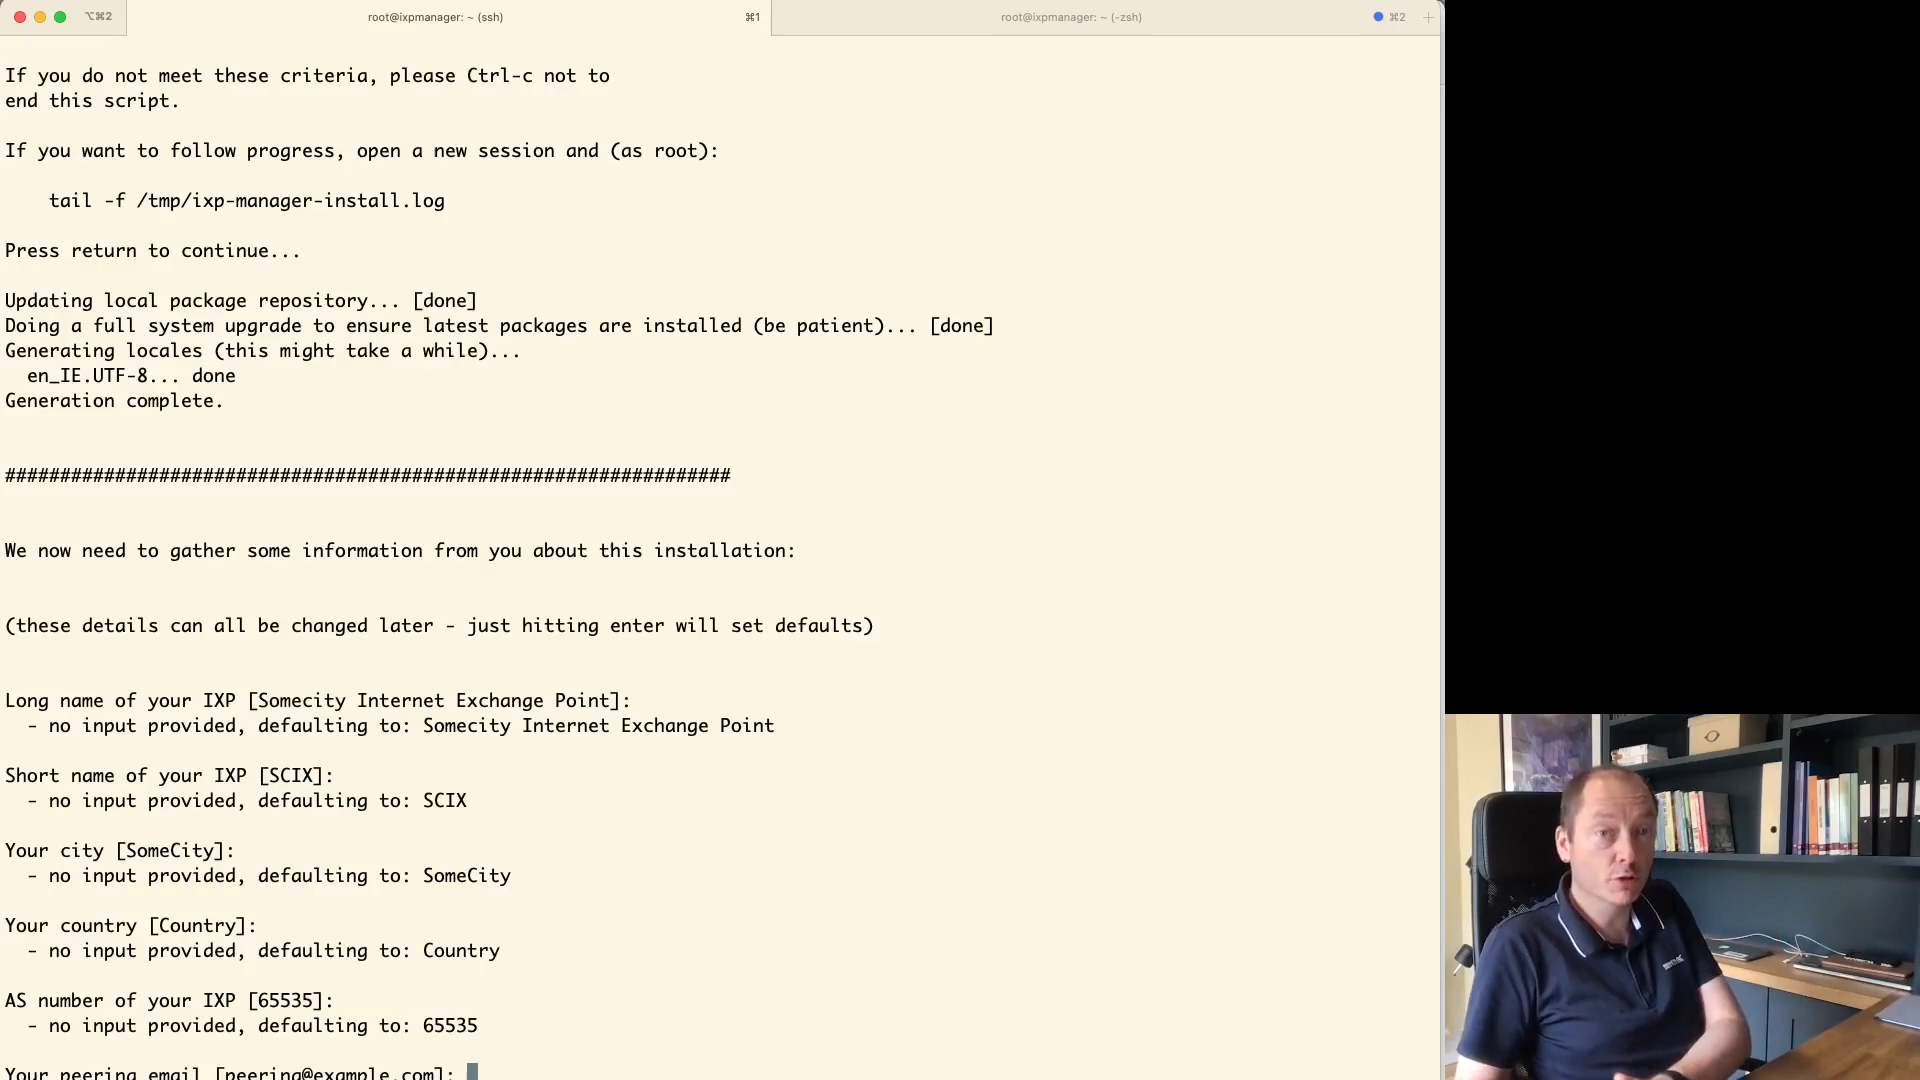 ⌥⌘2
root@ixpmanager: ~ (ssh)
⌘1
root@ixpmanager: ~ (-zsh)
⌘2
If you do not meet these criteria, please Ctrl-c not to
end this script.
If you want to follow progress, open a new session and (as root):
tail -f /tmp/ixp-manager-install.log
Press return to continue...
Updating local package repository... [done]
Doing a full system upgrade to ensure latest packages are installed (be patient)... [done]
Generating locales (this might take a while)...
en_IE.UTF-8... done
Generation complete.
##################################################################
We now need to gather some information from you about this installation:
(these details can all be changed later - just hitting enter will set defaults)
Long name of your IXP [Somecity Internet Exchange Point]:
- no input provided, defaulting to: Somecity Internet Exchange Point
Short name of your IXP [SCIX]:
- no input provided, defaulting to: SCIX
Your city [SomeCity]:
- no input provided, defaulting to: SomeCity
Your country [Country]:
- no input provided, defaulting to: Country
AS number of your IXP [65535]:
- no input provided, defaulting to: 65535
Your peering email [peering@example.com]: